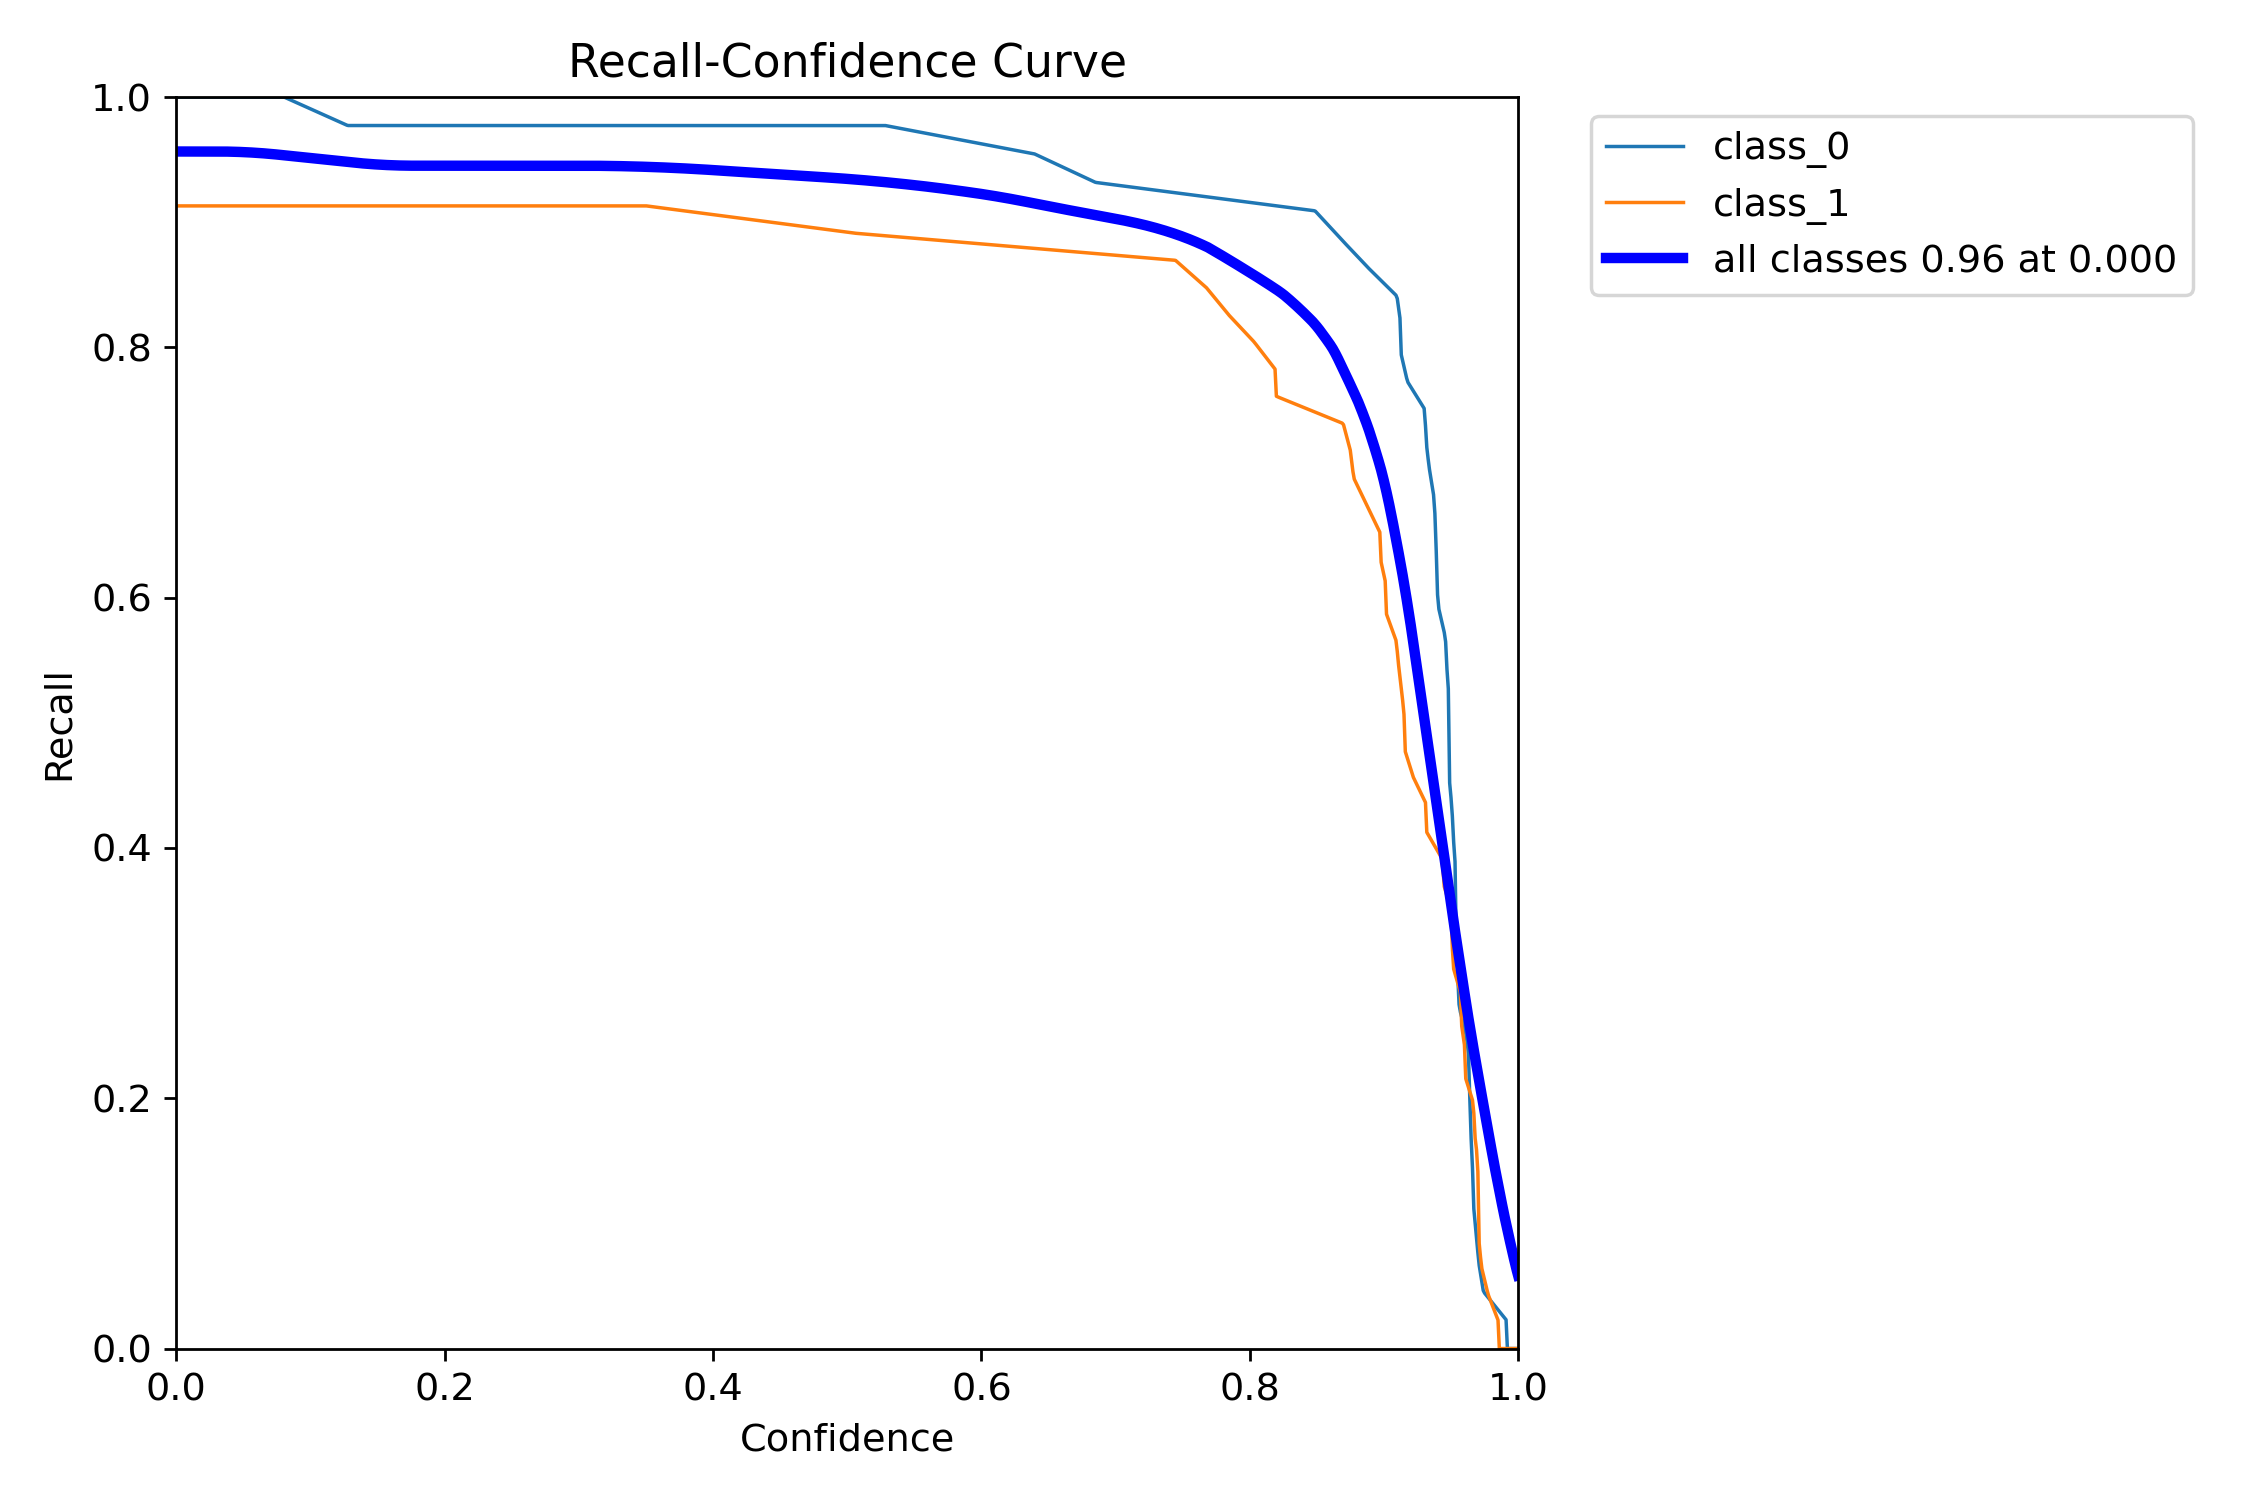 Recall-Confidence Curve
1.0
0.8
0.6
0.4
0.2
0.0
Recall
0.0 0.2 0.4 0.6 0.8 1.0
Confidence
class_0
class_1
all classes 0.96 at 0.000